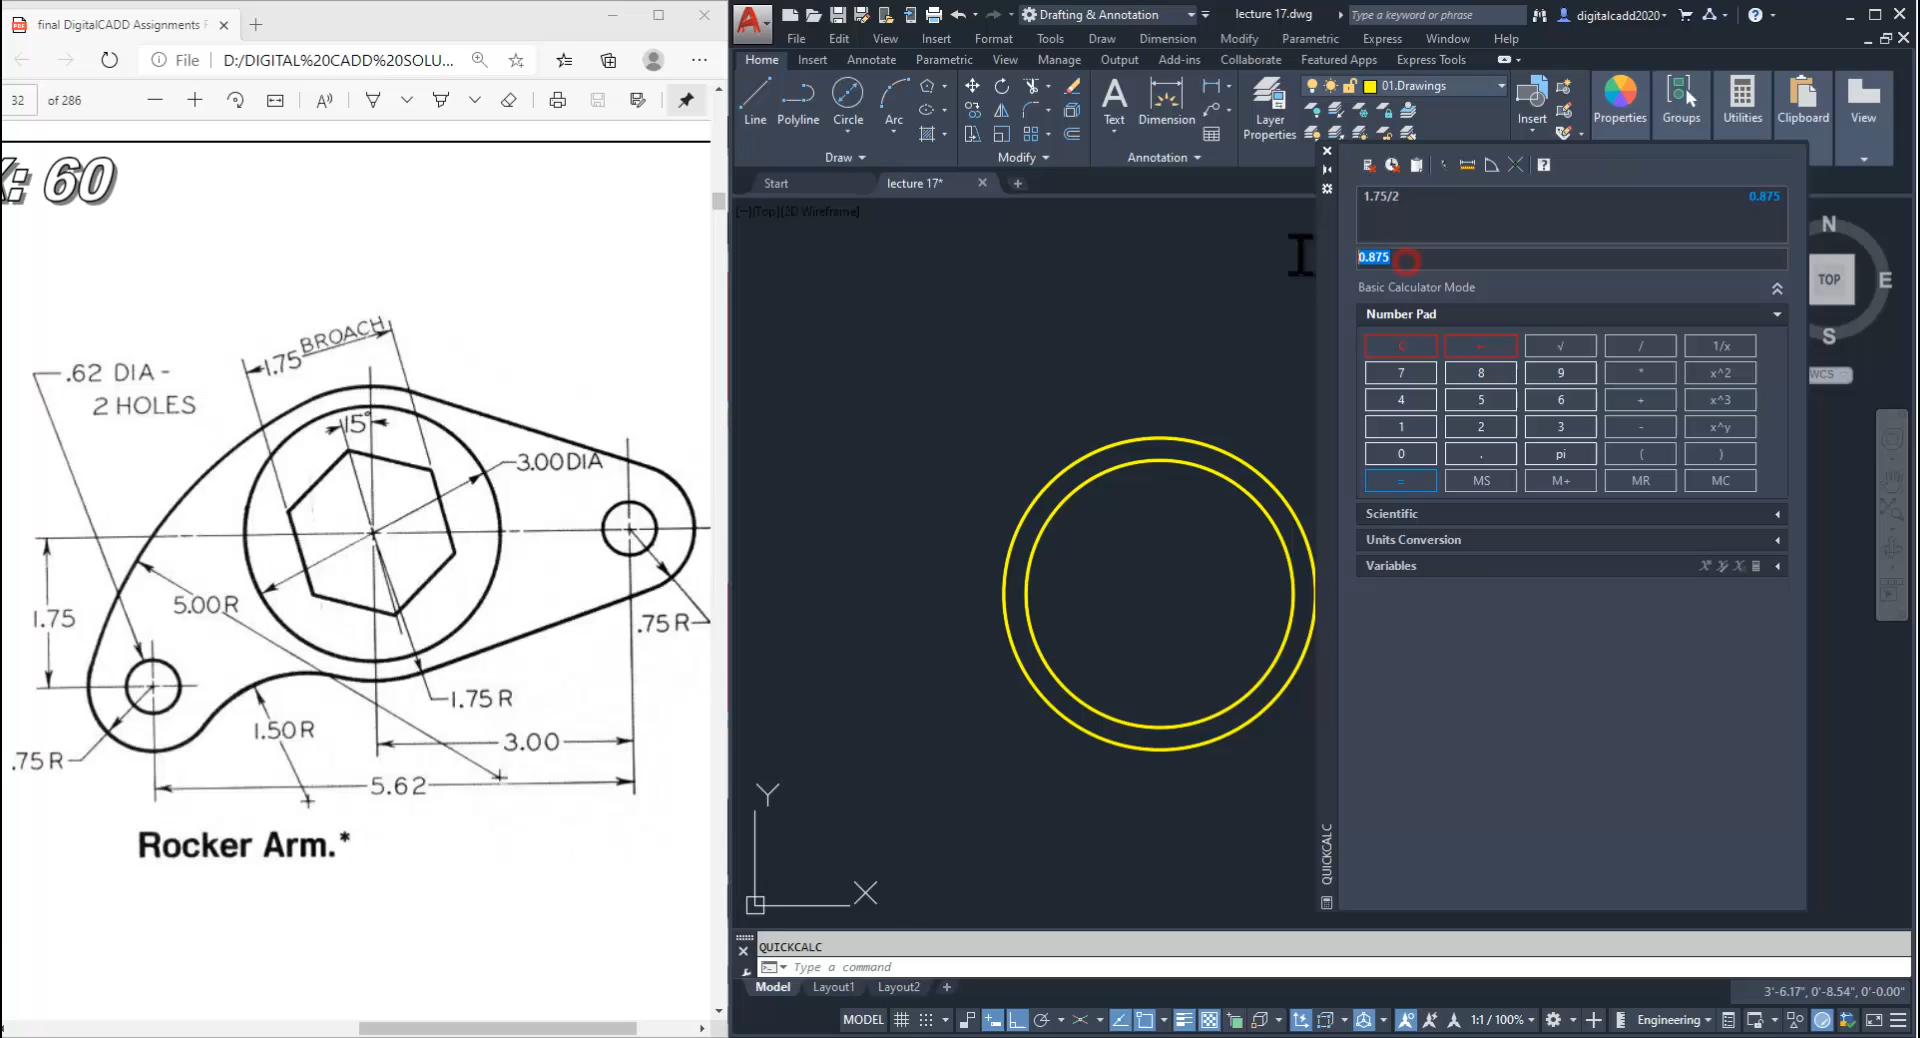 final DigitalCADD Assignments F
File D:/DIGITAL%20CADD%20SOLU...
32 of 286
X: 60
1.75 BROACH
.62 DIA -
2 HOLES
15°
3.00 DIA
5.00 R
1.75
.75 R
1.75 R
1.50 R
.75 R
3.00
5.62
Rocker Arm.*
Drafting & Annotation
lecture 17.dwg
Type a keyword or phrase
digitalcadd2020
File Edit View Insert Format Tools Draw Dimension Modify Parametric Express Window Help
Home Insert Annotate Parametric View Manage Output Add-ins Collaborate Featured Apps Express Tools
01.Drawings
Line Polyline Circle Arc
Text Dimension
Layer
Properties
Insert
Properties Groups Utilities Clipboard View
Draw Modify Annotation
Start lecture 17*
[−][Top][2D Wireframe]
1.75/2 0.875
0.875
Basic Calculator Mode
Number Pad
C ← √ / 1/x
7 8 9 * x^2
4 5 6 + x^3
1 2 3 - x^y
0 . pi ( )
= MS M+ MR MC
Scientific
Units Conversion
Variables
QUICKCALC
N
TOP E
S
WCS
Y
X
QUICKCALC
Type a command
Model Layout1 Layout2
3'-6.17", 0'-8.54", 0'-0.00"
MODEL
1:1 / 100%
Engineering